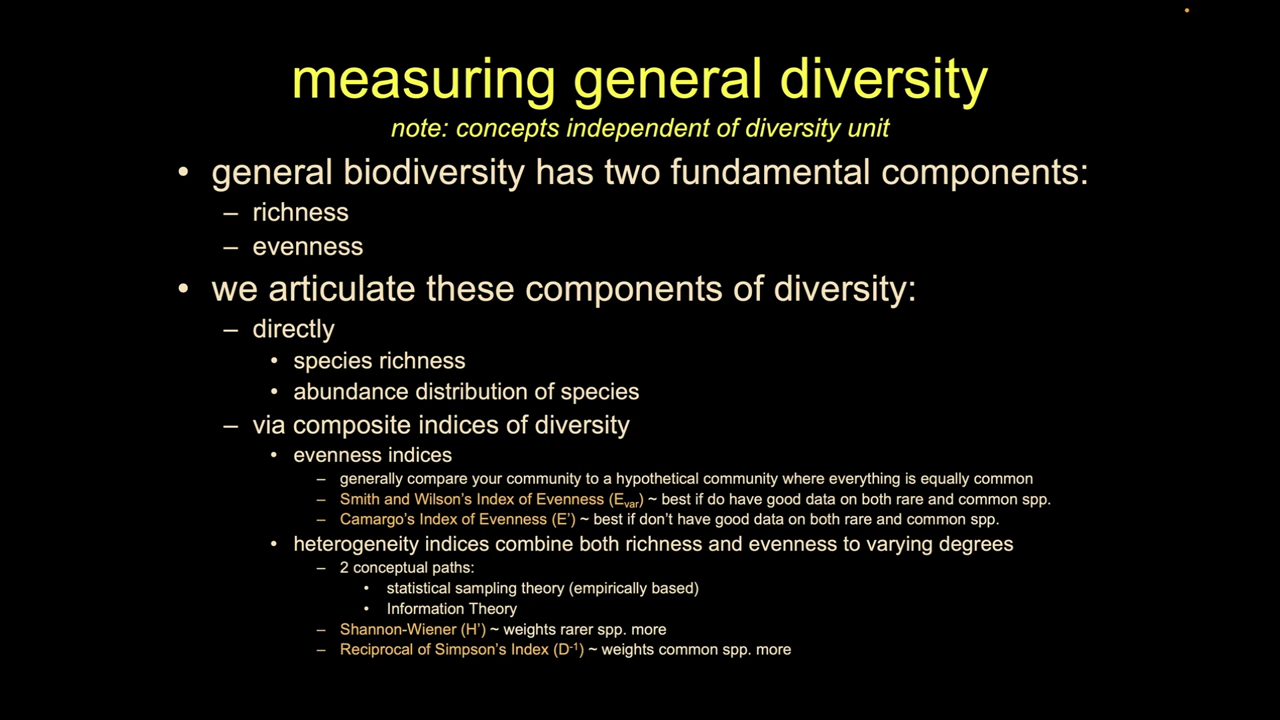 measuring general diversity
note: concepts independent of diversity unit
• general biodiversity has two fundamental components:
– richness
– evenness
• we articulate these components of diversity:
– directly
• species richness
• abundance distribution of species
– via composite indices of diversity
• evenness indices
– generally compare your community to a hypothetical community where everything is equally common
– Smith and Wilson's Index of Evenness (Evar) ~ best if do have good data on both rare and common spp.
– Camargo's Index of Evenness (E') ~ best if don't have good data on both rare and common spp.
• heterogeneity indices combine both richness and evenness to varying degrees
– 2 conceptual paths:
• statistical sampling theory (empirically based)
• Information Theory
– Shannon-Wiener (H') ~ weights rarer spp. more
– Reciprocal of Simpson's Index (D⁻¹) ~ weights common spp. more